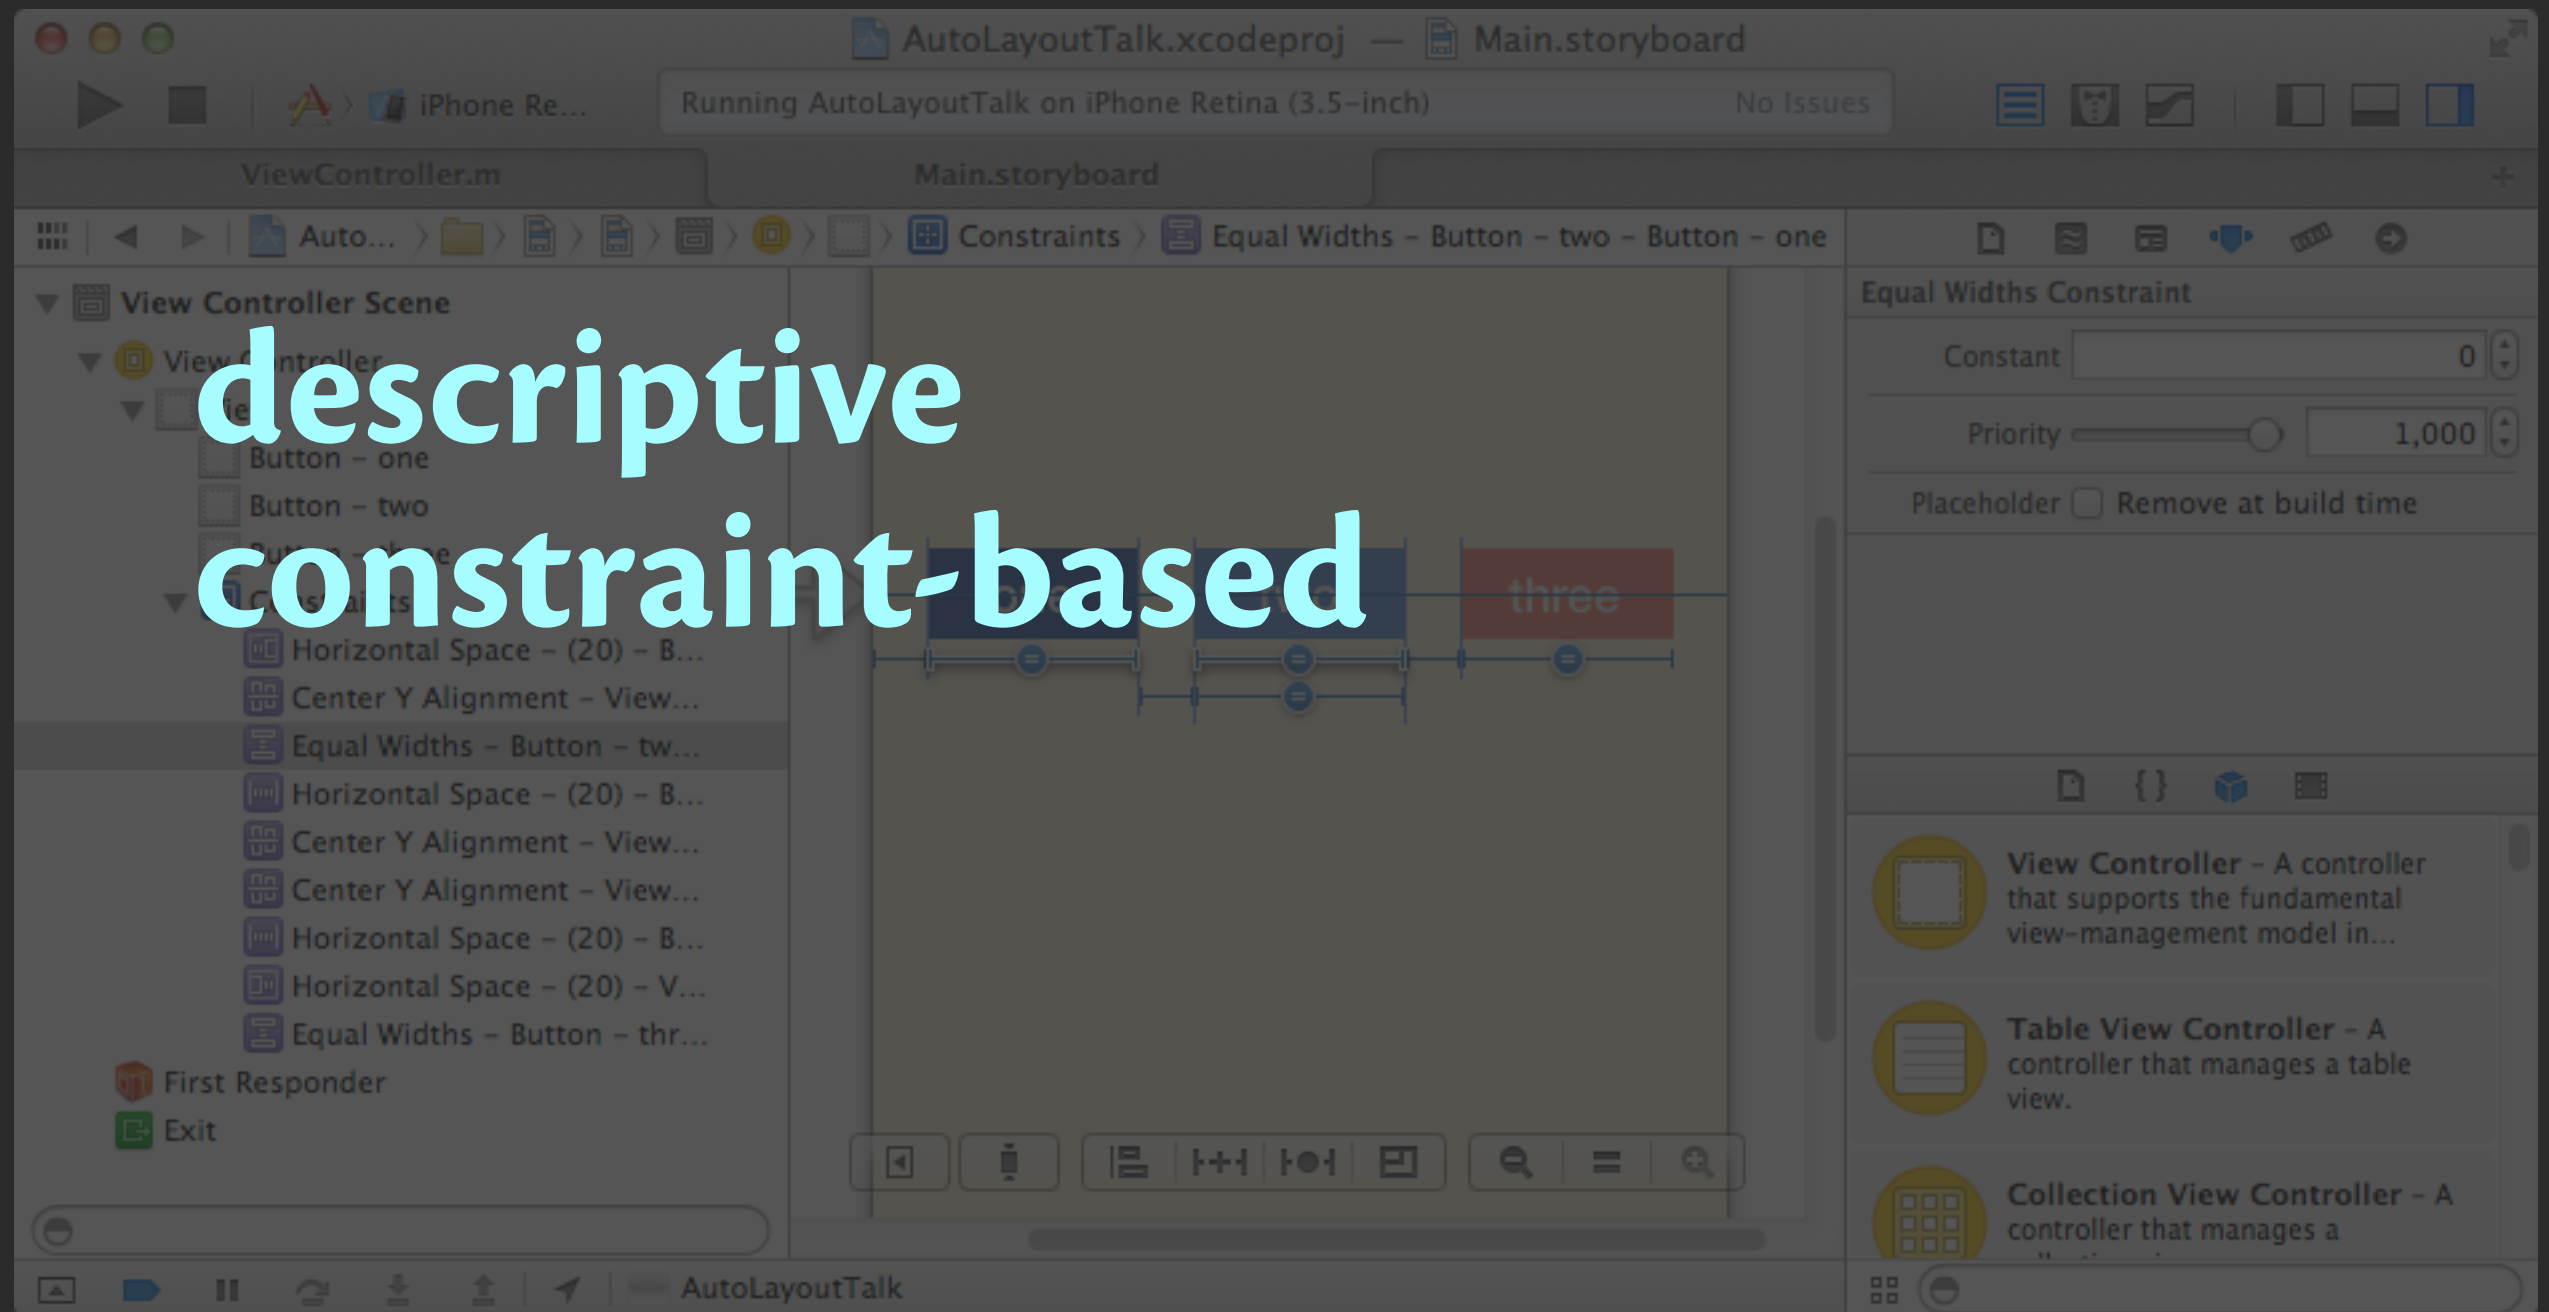 AutoLayoutTalk.xcodeproj — Main.storyboard
iPhone Re...
Running AutoLayoutTalk on iPhone Retina (3.5-inch)
No Issues
ViewController.m
Main.storyboard
Auto...
Constraints
Equal Widths - Button - two - Button - one
View Controller Scene
View Controller
descriptive
Button - one
Button - two
constraint-based
Constraints
three
Horizontal Space - (20) - B...
Center Y Alignment - View...
Equal Widths - Button - tw...
Horizontal Space - (20) - B...
Center Y Alignment - View...
Center Y Alignment - View...
Horizontal Space - (20) - B...
Horizontal Space - (20) - V...
Equal Widths - Button - thr...
First Responder
Exit
Equal Widths Constraint
Constant 0
Priority 1,000
Placeholder Remove at build time
View Controller - A controller
that supports the fundamental
view-management model in...
Table View Controller - A
controller that manages a table
view.
Collection View Controller - A
controller that manages a
AutoLayoutTalk